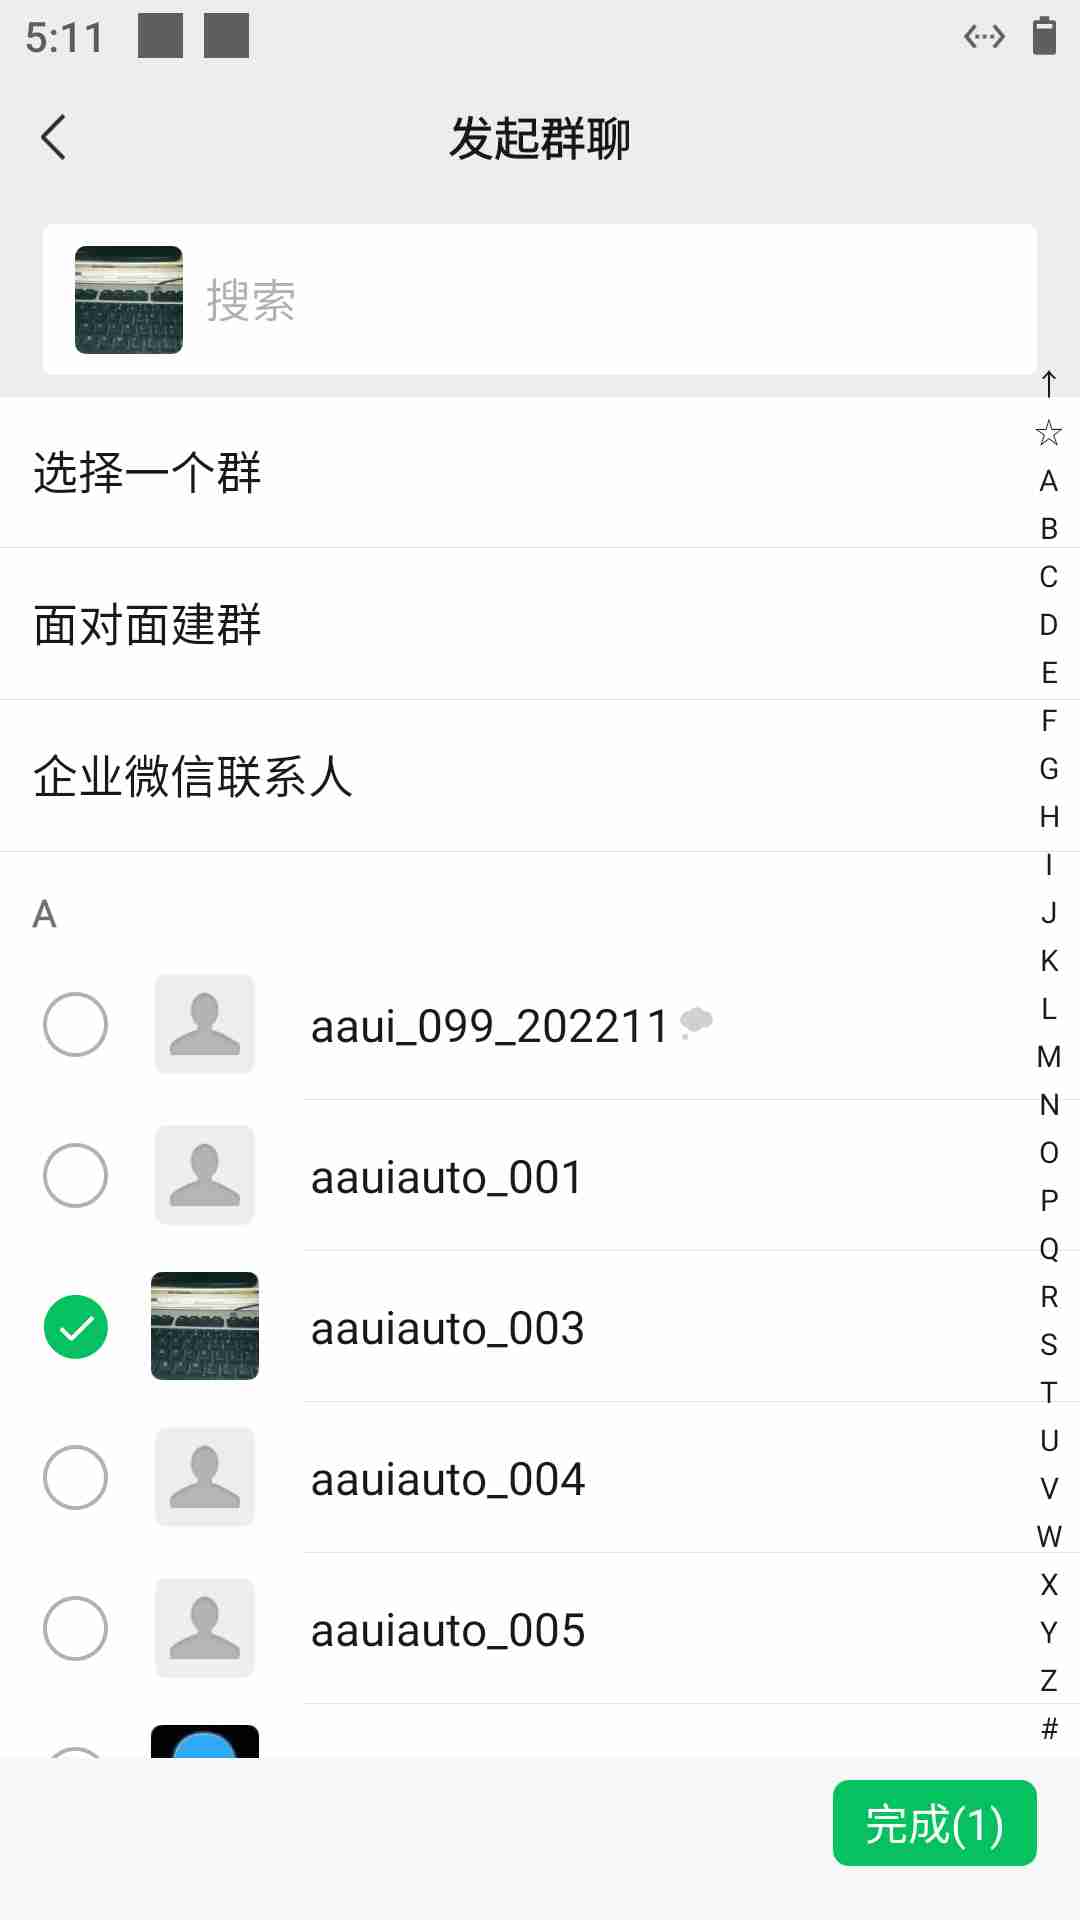 5:11
发起群聊
搜索
选择一个群
面对面建群
企业微信联系人
A
aaui_099_202211
aauiauto_001
aauiauto_003
aauiauto_004
aauiauto_005
↑
☆
A
B
C
D
E
F
G
H
I
J
K
L
M
N
O
P
Q
R
S
T
U
V
W
X
Y
Z
#
完成(1)